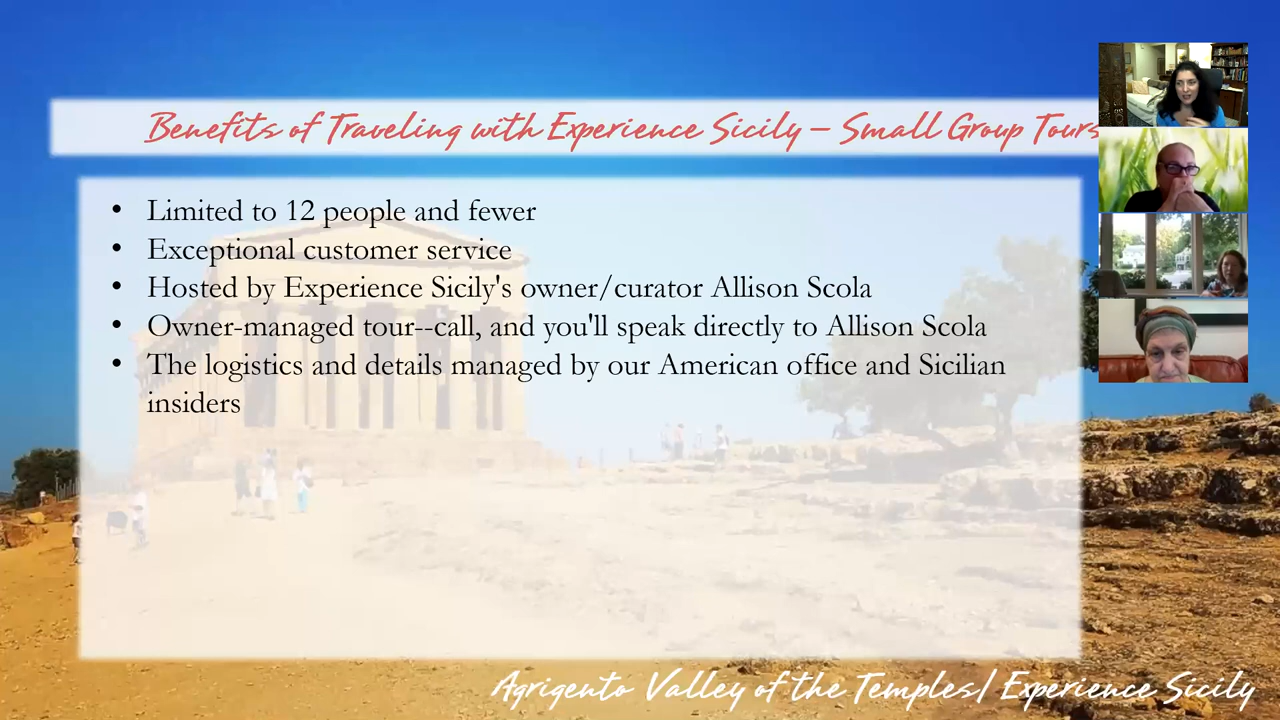 Benefits of Traveling with Experience Sicily – Small Group Tours
• Limited to 12 people and fewer
• Exceptional customer service
• Hosted by Experience Sicily's owner/curator Allison Scola
• Owner-managed tour--call, and you'll speak directly to Allison Scola
• The logistics and details managed by our American office and Sicilian
insiders
Agrigento Valley of the Temples/ Experience Sicily